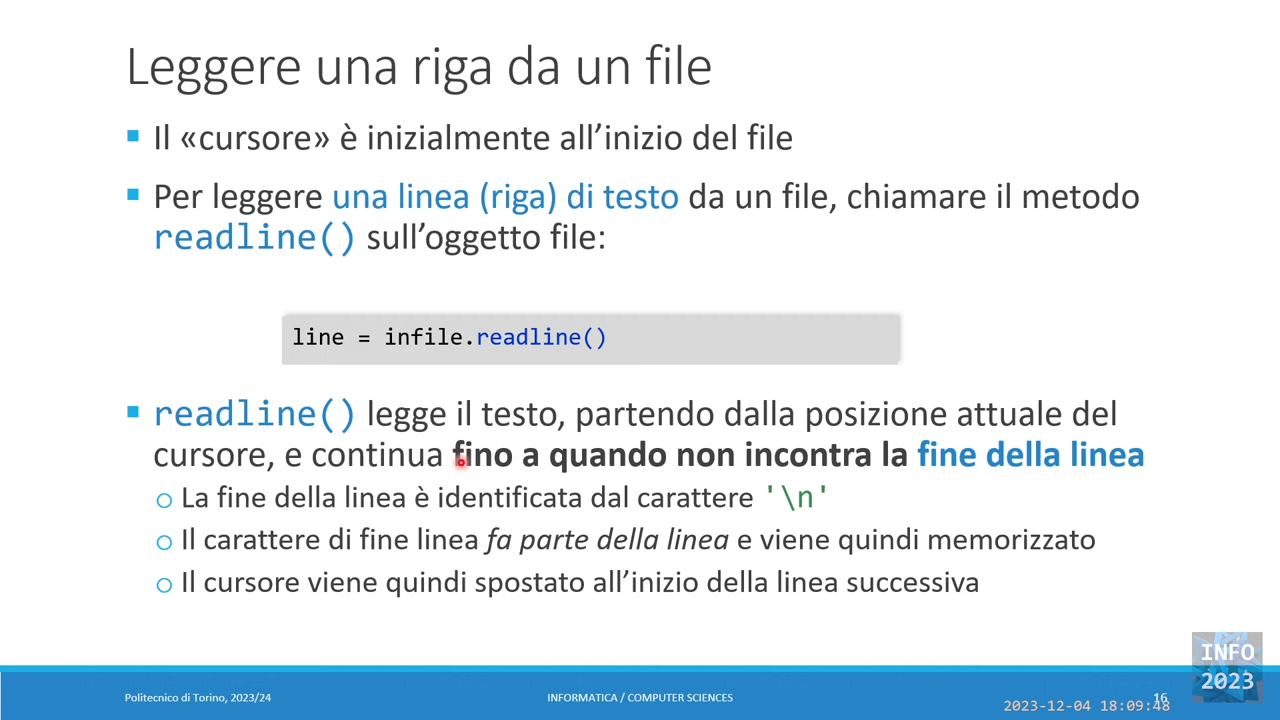 Leggere una riga da un file
Il «cursore» è inizialmente all’inizio del file
Per leggere una linea (riga) di testo da un file, chiamare il metodo
readline() sull’oggetto file:
line = infile.readline()
readline() legge il testo, partendo dalla posizione attuale del
cursore, e continua fino a quando non incontra la fine della linea
La fine della linea è identificata dal carattere '\n'
Il carattere di fine linea fa parte della linea e viene quindi memorizzato
Il cursore viene quindi spostato all’inizio della linea successiva
INFO
2023
Politecnico di Torino, 2023/24
INFORMATICA / COMPUTER SCIENCES
16
2023-12-04 18:09:48